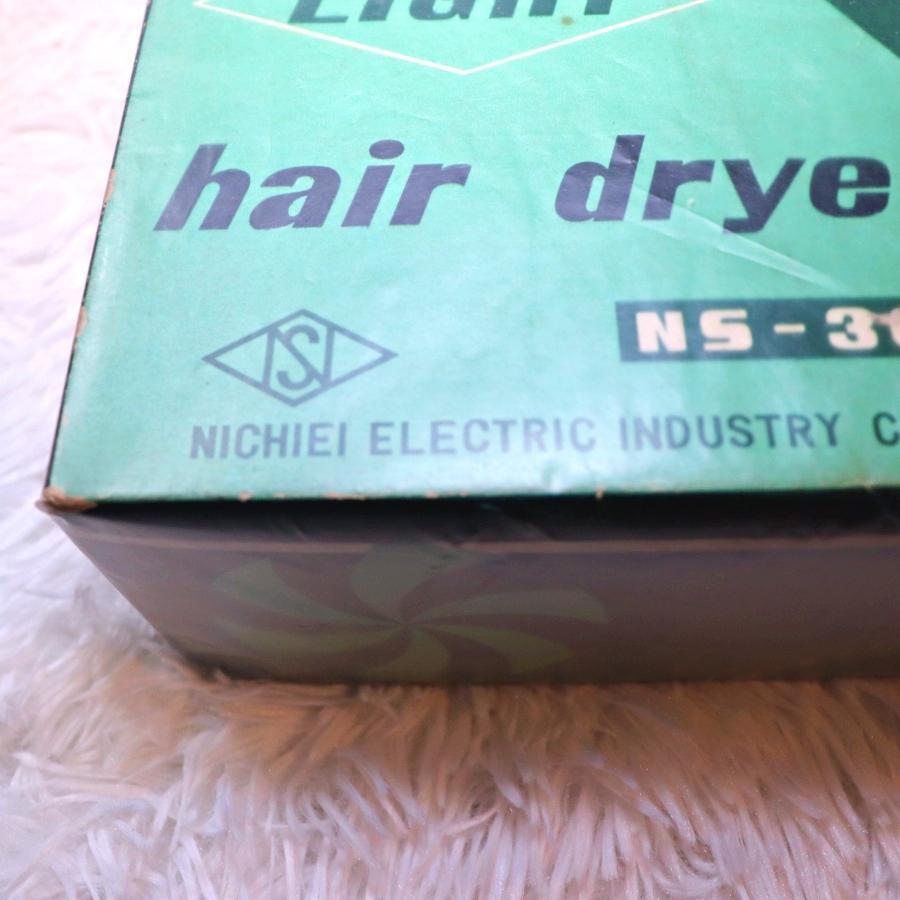 hair drye
NS-3
NICHIEI ELECTRIC INDUSTRY C